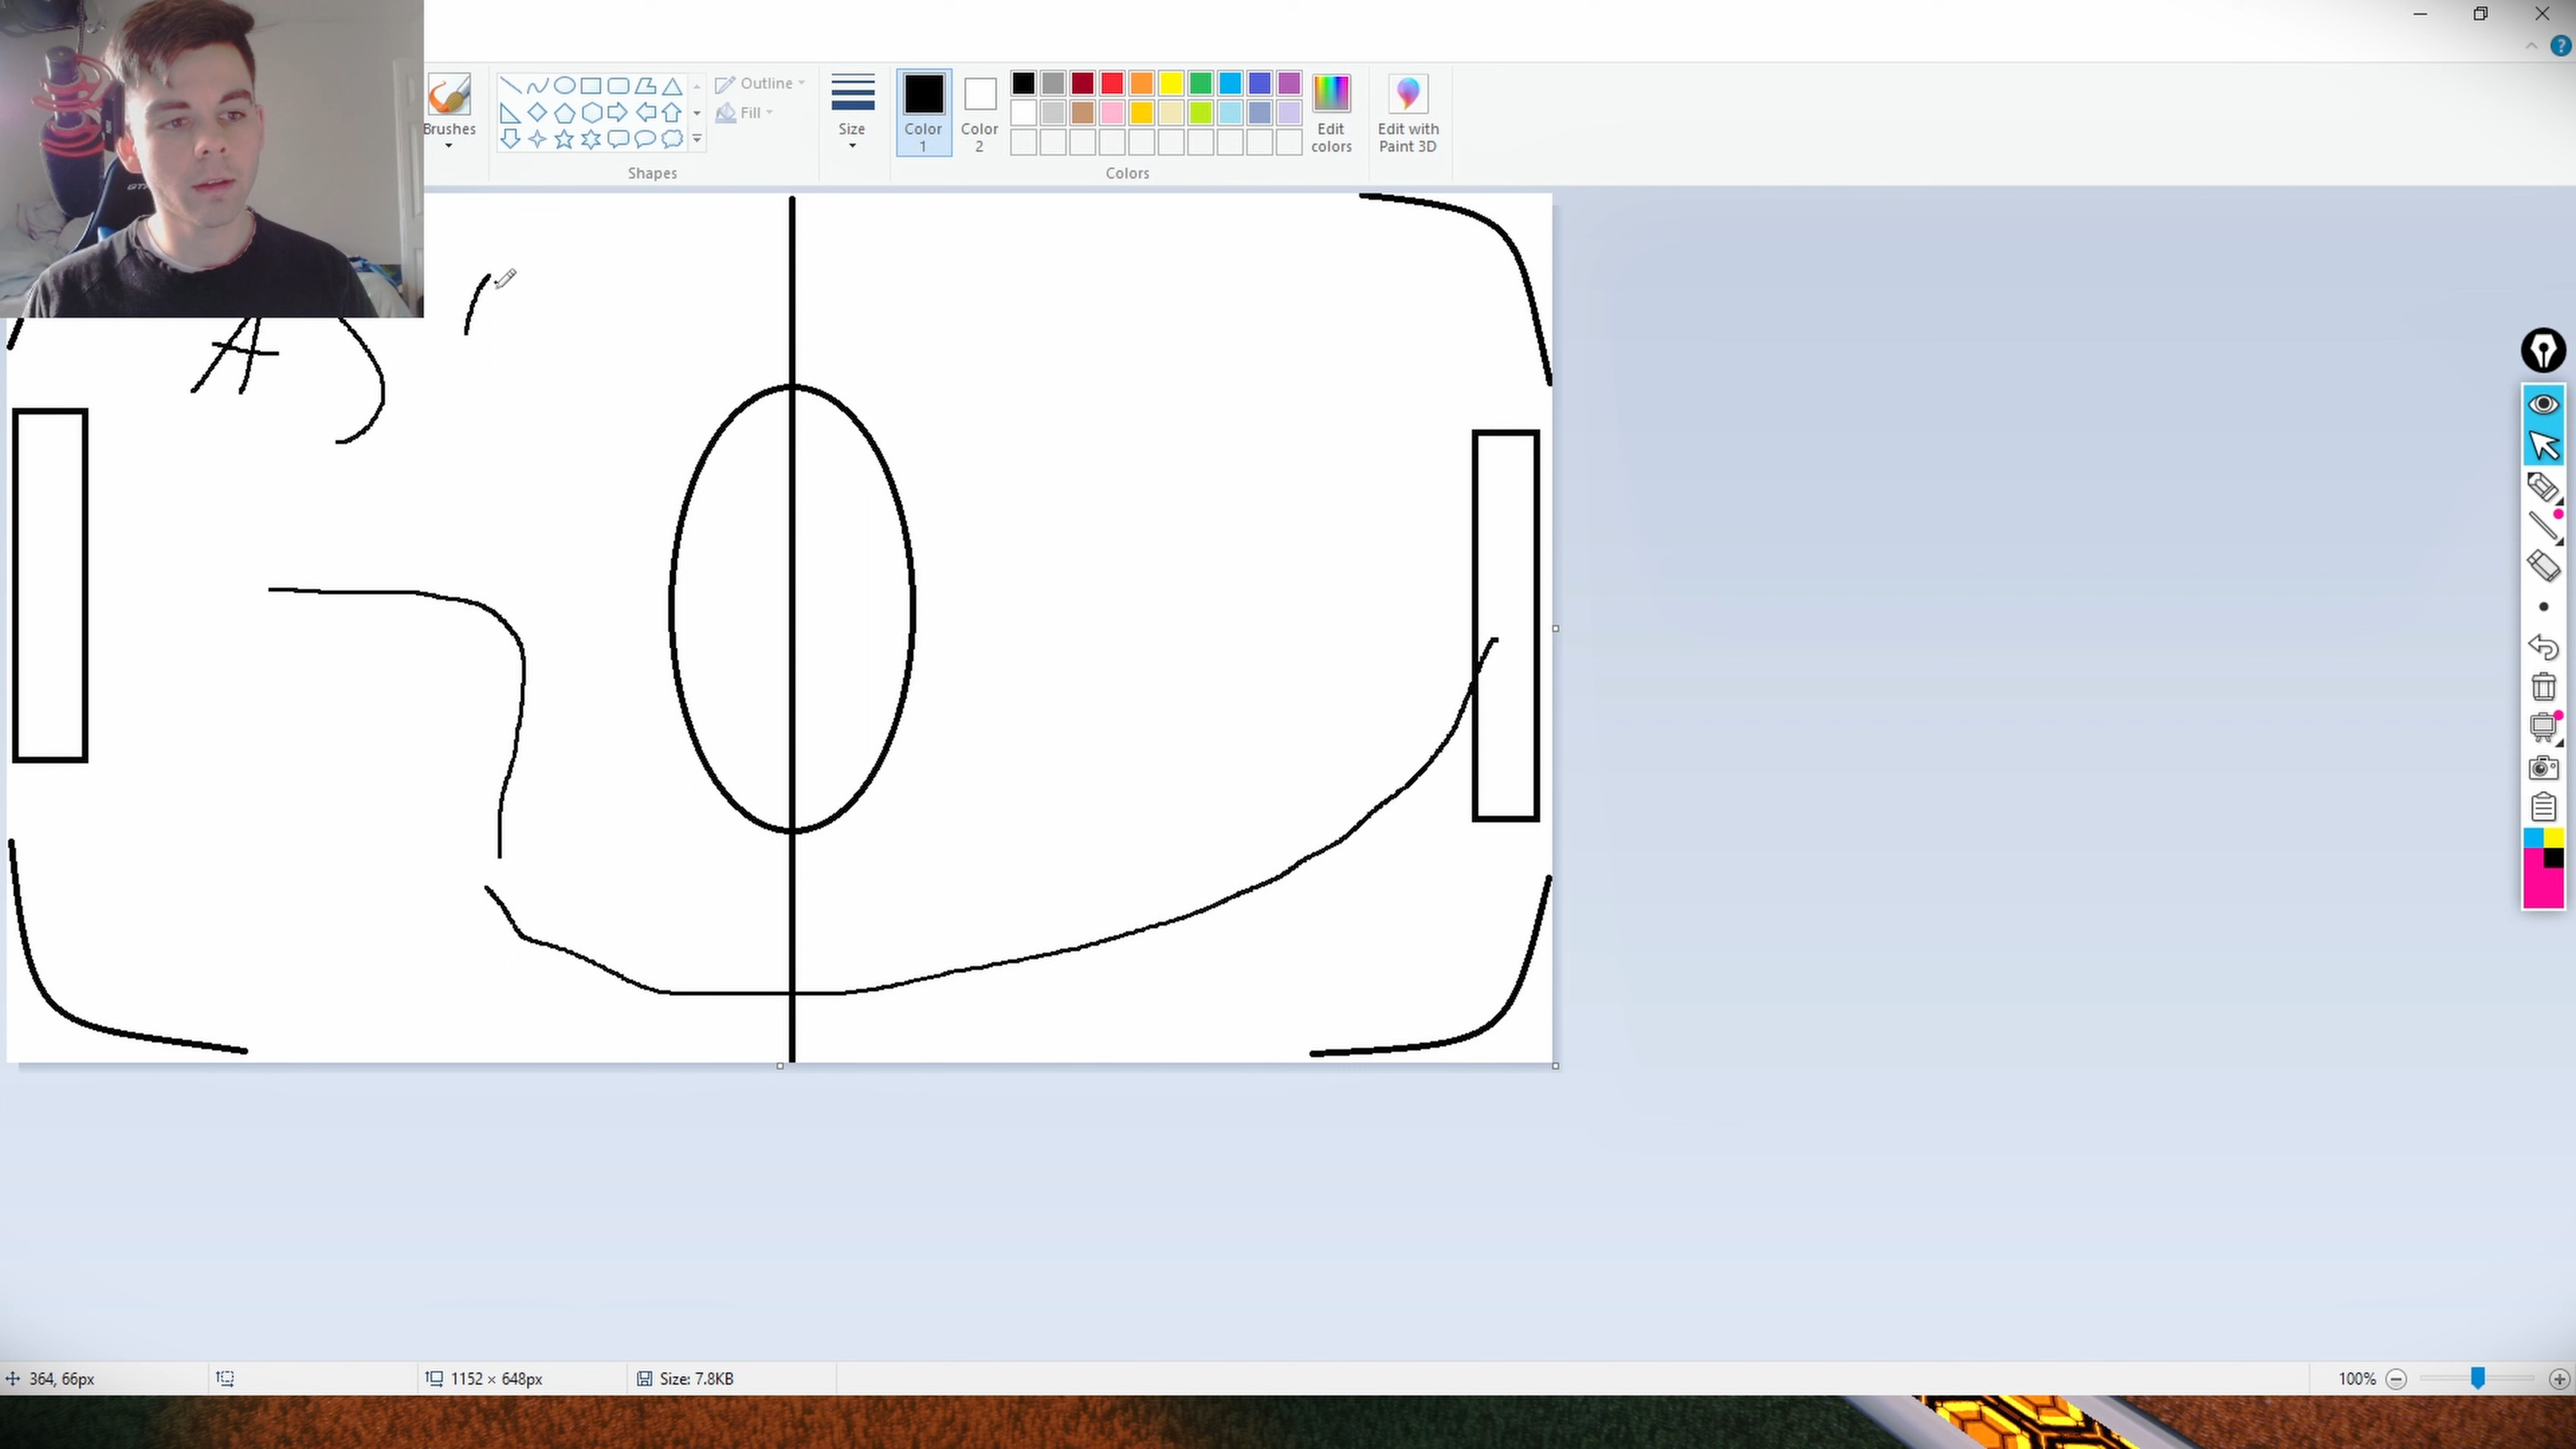 Brushes
Outline
Fill
Shapes
Size
Color 1
Color 2
Edit colors
Colors
Edit with Paint 3D
A
364, 66px
1152 × 648px
Size: 7.8KB
100%